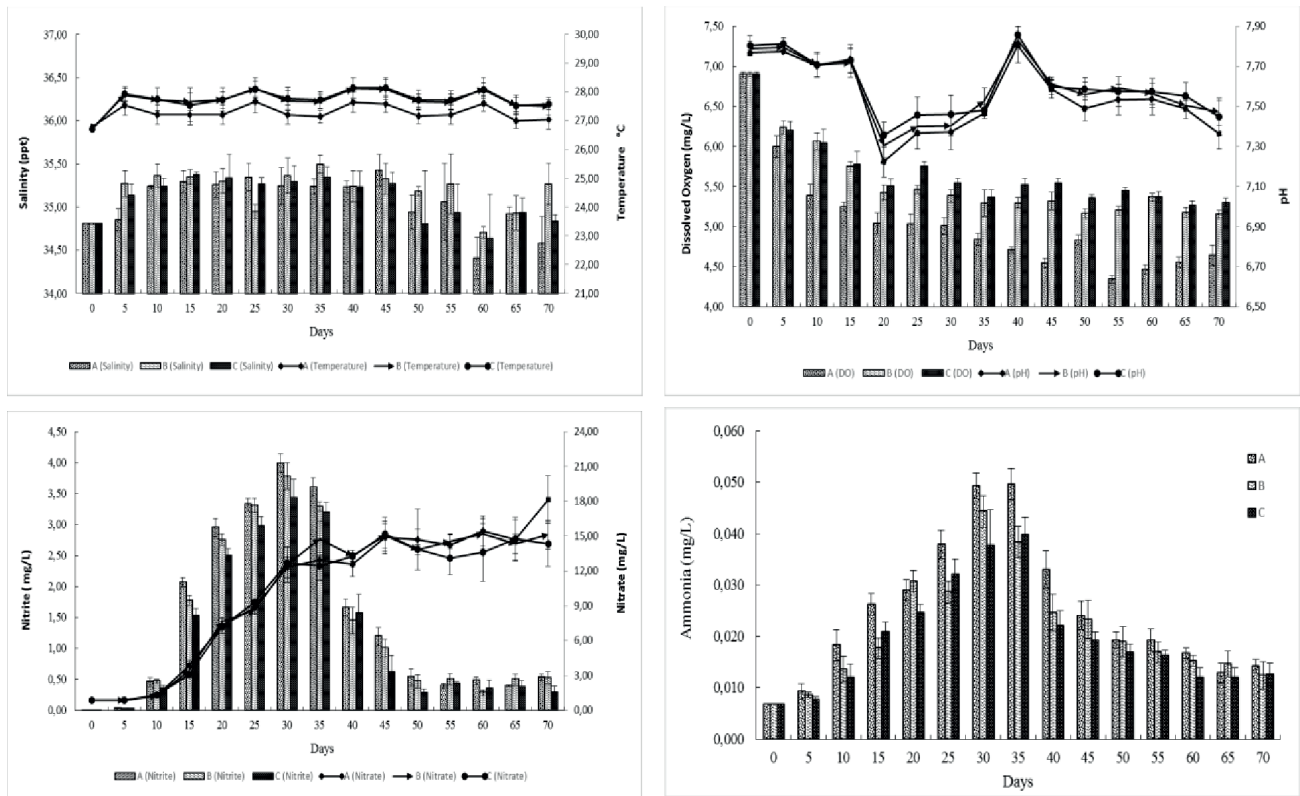 36,50
36,00
35,50
35,00
34,50
34,00
Salinity (ppt)
30,00
29,00
28,00
27,00
26,00
25,00
24,00
23,00
22,00
21,00
Temperature °C
0 5 10 15 20 25 30 35 40 45 50 55 60 65 70
Days
A (Salinity) B (Salinity) C (Salinity) A (Temperature) B (Temperature) C (Temperature)
7,50
7,00
6,50
6,00
5,50
5,00
4,50
4,00
Dissolved Oxygen (mg/L)
7,90
7,70
7,50
7,30
7,10
6,90
6,70
6,50
pH
0 5 10 15 20 25 30 35 40 45 50 55 60 65 70
Days
A (DO) B (DO) C (DO) A (pH) B (pH) C (pH)
4,50
4,00
3,50
3,00
2,50
2,00
1,50
1,00
0,50
0,00
Nitrite ( mg/L)
24,00
21,00
18,00
15,00
12,00
9,00
6,00
3,00
0,00
Nitrate (mg/L)
0 5 10 15 20 25 30 35 40 45 50 55 60 65 70
Days
A (Nitrite) B (Nitrite) C (Nitrite) A (Nitrate) B (Nitrate) C (Nitrate)
0,060
0,050
0,040
0,030
0,020
0,010
0,000
Ammonia (mg/L)
A
B
C
0 5 10 15 20 25 30 35 40 45 50 55 60 65 70
Days